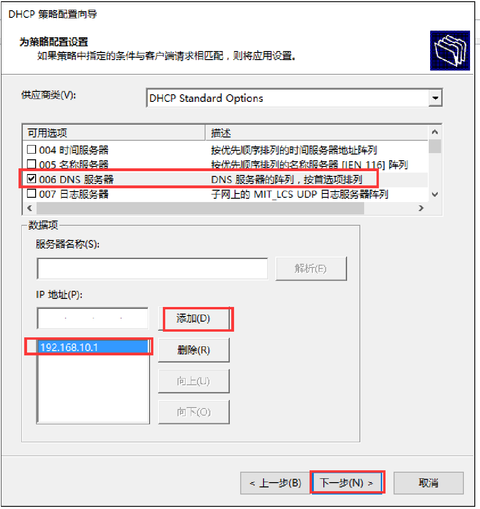 DHCP 策略配置向导
为策略配置设置
如果策略中指定的条件与客户端请求相匹配，则将应用设置。
供应商类(V):
DHCP Standard Options
可用选项 描述
004 时间服务器 按优先顺序排列的时间服务器地址阵列
005 名称服务器 按优先顺序排列的名称服务器 [IEN 116] 阵列
006 DNS 服务器 DNS 服务器的阵列，按首选项排列
007 日志服务器 子网上的 MIT_LCS UDP 日志服务器阵列
数据项
服务器名称(S):
解析(E)
IP 地址(P):
添加(D)
192.168.10.1
删除(R)
向上(U)
向下(O)
< 上一步(B)
下一步(N) >
取消